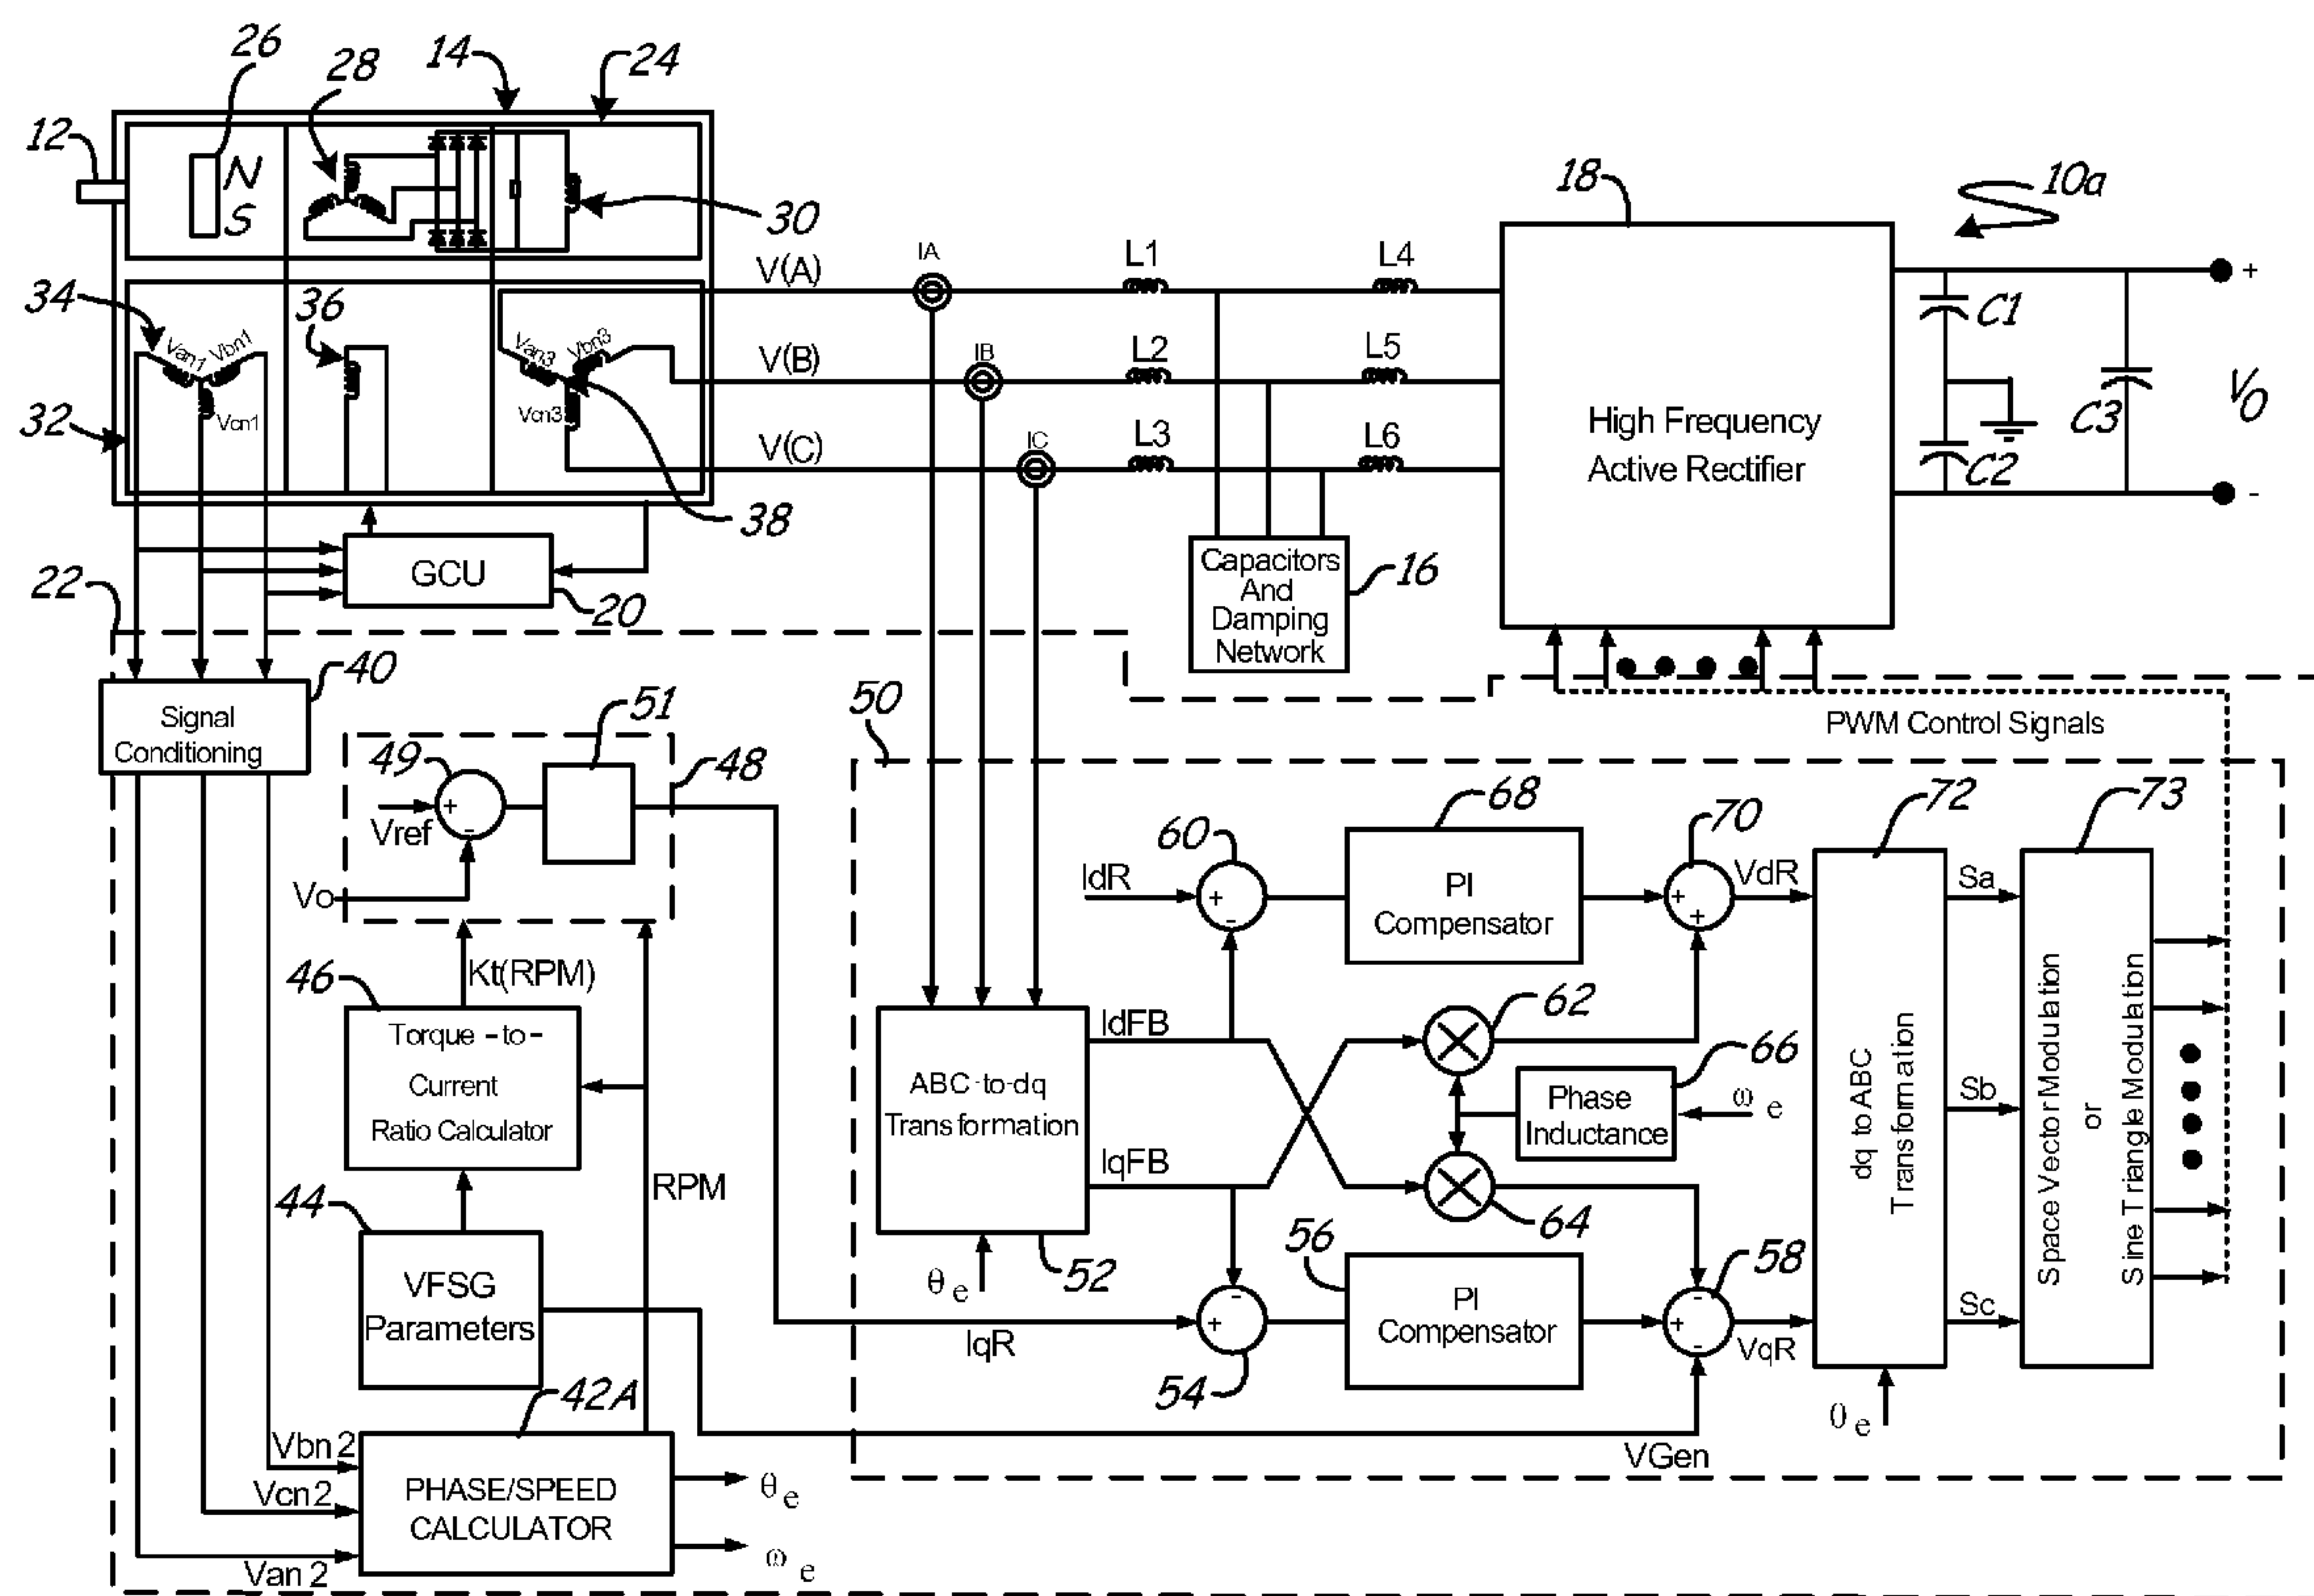 26
28
14
24
12
N
S
30
18
10a
V(A)
IA
L1
L4
+
34
36
Van1
Vbn1
Van3
Vbn3
C1
V(B)
IB
L2
L5
Vcn1
Vcn3
32
High Frequency
Active Rectifier
C3
Vo
V(C)
IC
L3
L6
C2
-
38
22
GCU
20
Capacitors
And
Damping
Network
16
40
Signal
Conditioning
50
PWM Control Signals
51
49
48
+
-
Vref
Vo
68
72
73
60
70
IdR
+
-
PI
Compensator
+
+
VdR
Sa
46
Kt(RPM)
Torque - to -
Current
Ratio Calculator
62
IdFB
66
ABC-to-dq
Transformation
Phase
Inductance
ω e
dq to ABC
Transformation
Sb
Space Vector Modulation
or
Sine Triangle Modulation
IqFB
RPM
44
64
56
58
θ e
52
VFSG
Parameters
-
+
PI
Compensator
-
+
-
Sc
IqR
VqR
54
42A
θ e
Vbn 2
VGen
PHASE/SPEED
CALCULATOR
θ e
Vcn 2
ω e
Van 2